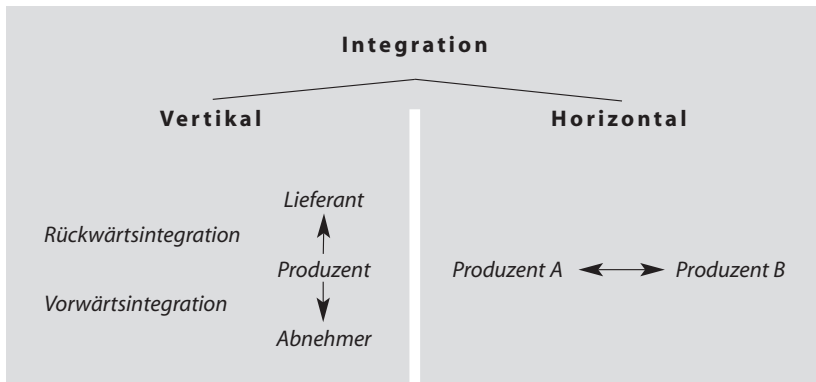 Integration
Vertikal
Horizontal
Lieferant
Rückwärtsintegration
Produzent
Produzent A
Produzent B
Vorwärtsintegration
Abnehmer